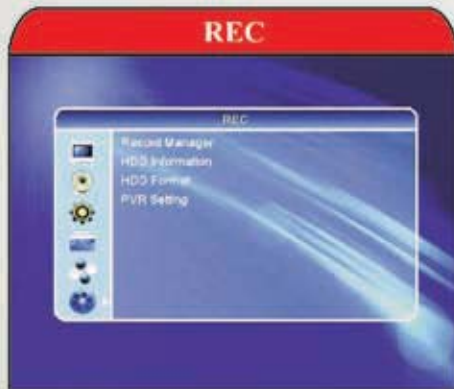 REC
REC
Record Manager
HDD Information
HDD Format
PVR Setting